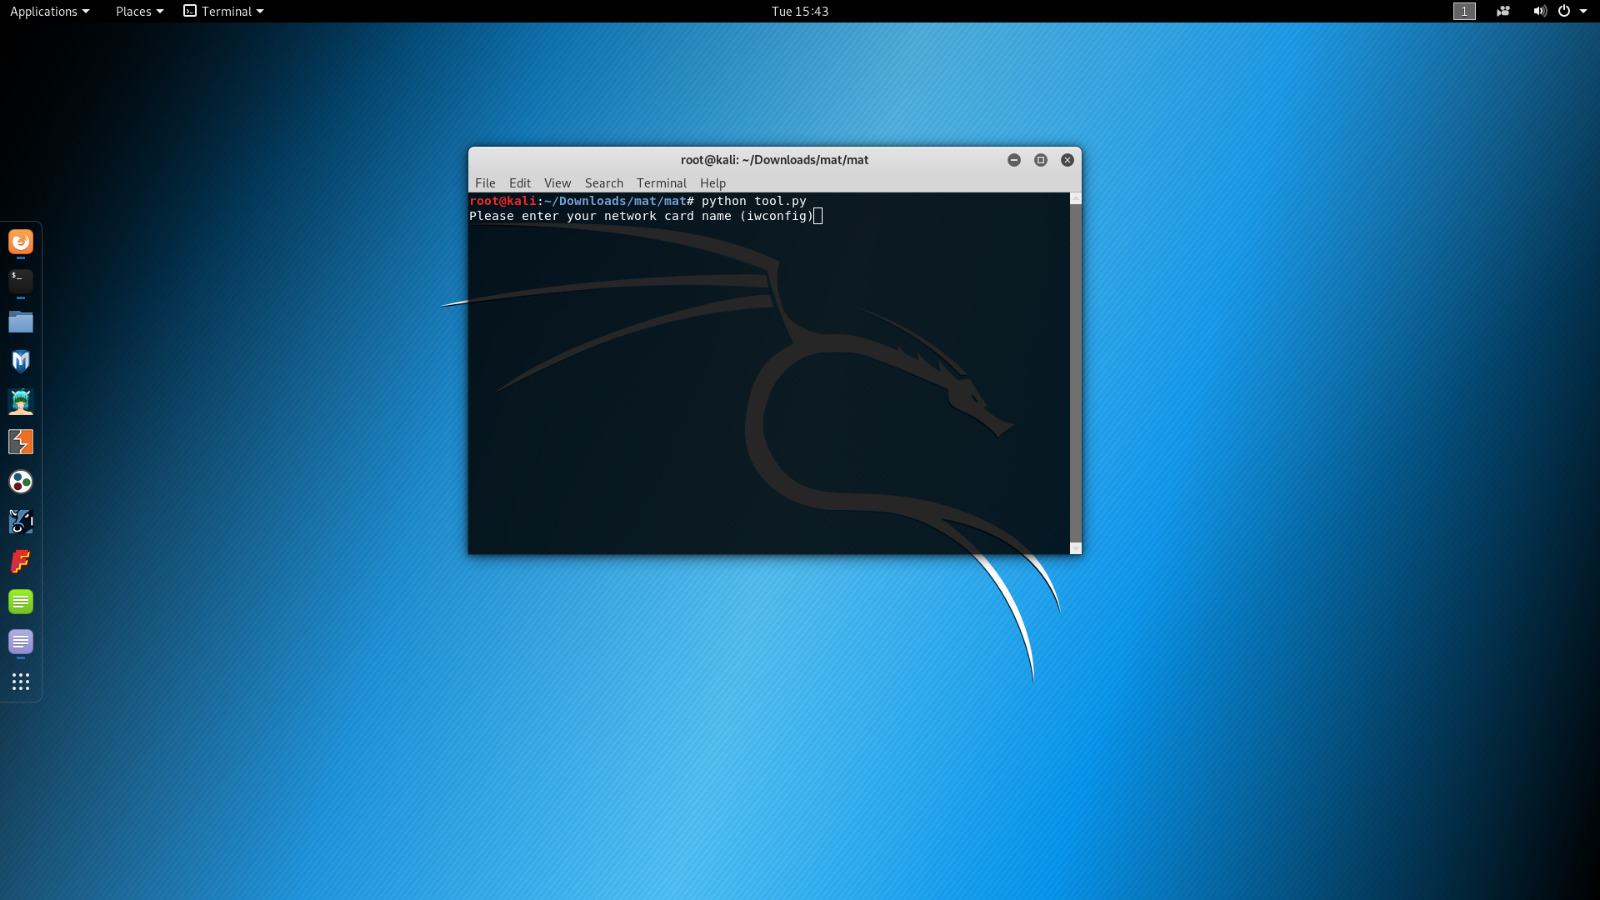 Applications Places Terminal Tue 15:43 1
root@kali: ~/Downloads/mat/mat
File Edit View Search Terminal Help
root@kali:~/Downloads/mat/mat# python tool.py
Please enter your network card name (iwconfig)
$_